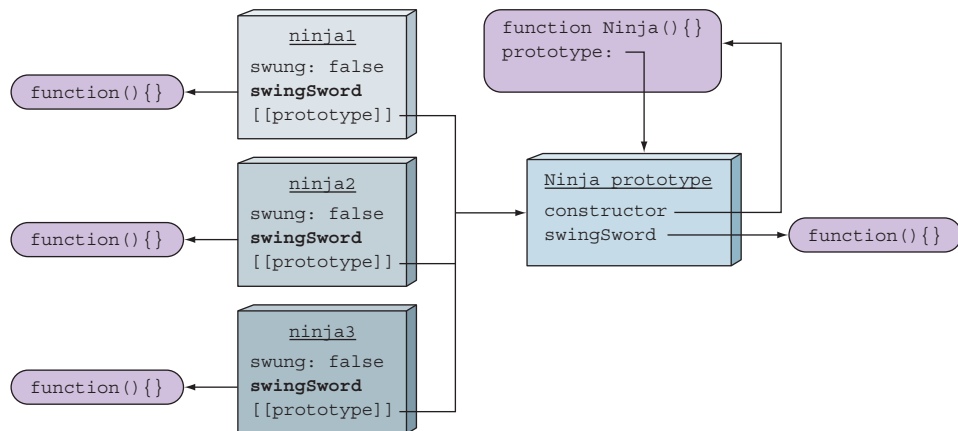 ninja1
swung: false
swingSword
[[prototype]]
function(){}
ninja2
swung: false
swingSword
[[prototype]]
function(){}
ninja3
swung: false
swingSword
[[prototype]]
function(){}
function Ninja(){}
prototype:
Ninja prototype
constructor
swingSword
function(){}